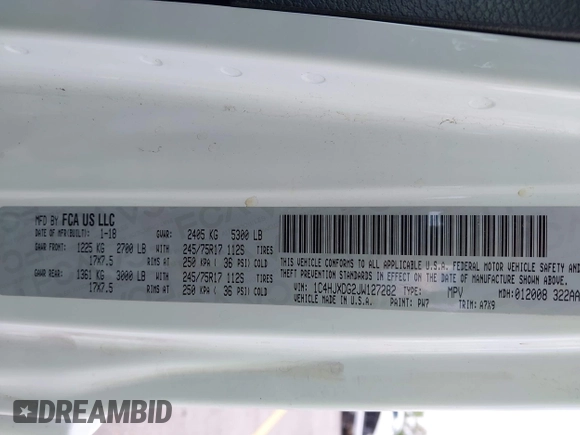 MFD BY FCA US LLC
DATE OF MFR(BUILT): 1-18 GVWR: 2405 KG 5300 LB
GAWR FRONT: 1225 KG 2700 LB WITH 245/75R17 112S TIRES
17X7.5 RIMS AT 250 KPA ( 36 PSI) COLD
GAWR REAR: 1361 KG 3000 LB WITH 245/75R17 112S TIRES
17X7.5 RIMS AT 250 KPA ( 36 PSI) COLD
THIS VEHICLE CONFORMS TO ALL APPLICABLE U.S.A. FEDERAL MOTOR VEHICLE SAFETY AND
THEFT PREVENTION STANDARDS IN EFFECT ON THE DATE OF MANUFACTURE SHOWN ABOVE.
VIN: 1C4HJXDG2JW127282 TYPE: MPV MDH: 012008 322AA
VEHICLE MADE IN U.S.A. PAINT: PW7 TRIM: A7X9
DREAMBID